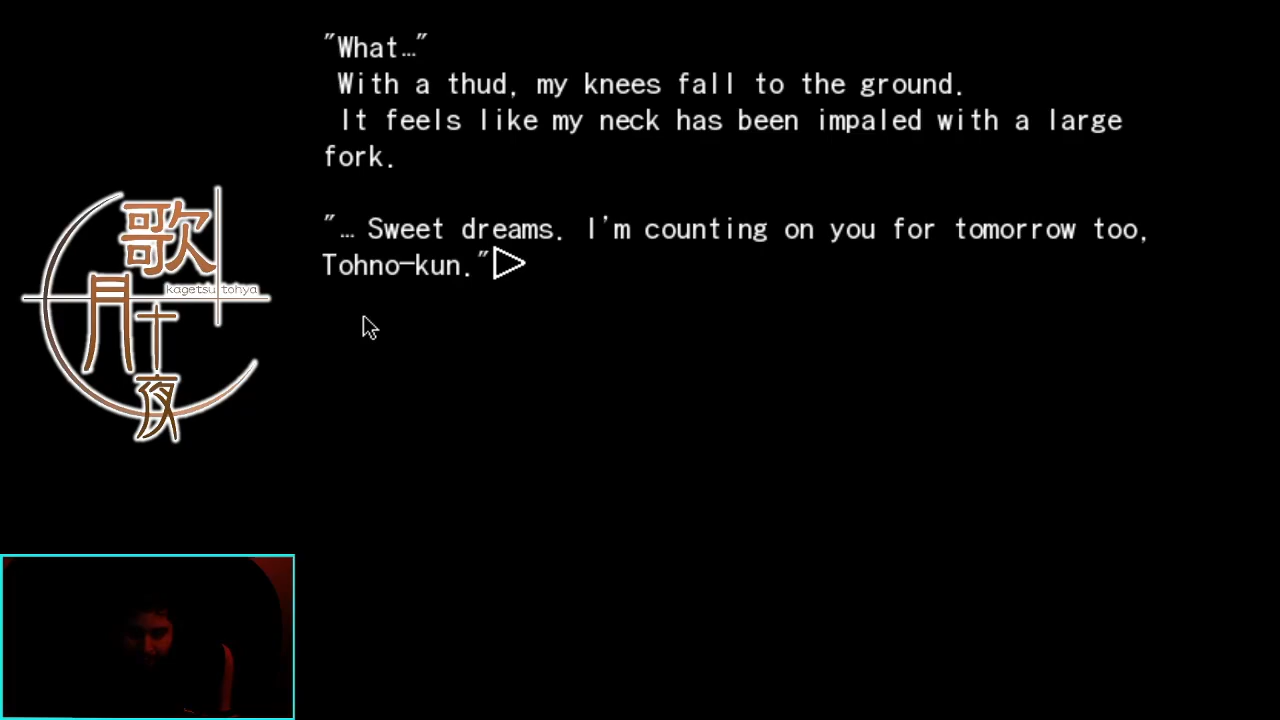 "What…"
With a thud, my knees fall to the ground.
It feels like my neck has been impaled with a large
fork.
"… Sweet dreams. I'm counting on you for tomorrow too,
Tohno-kun."
歌
kagetsu tohya
月
十
夜